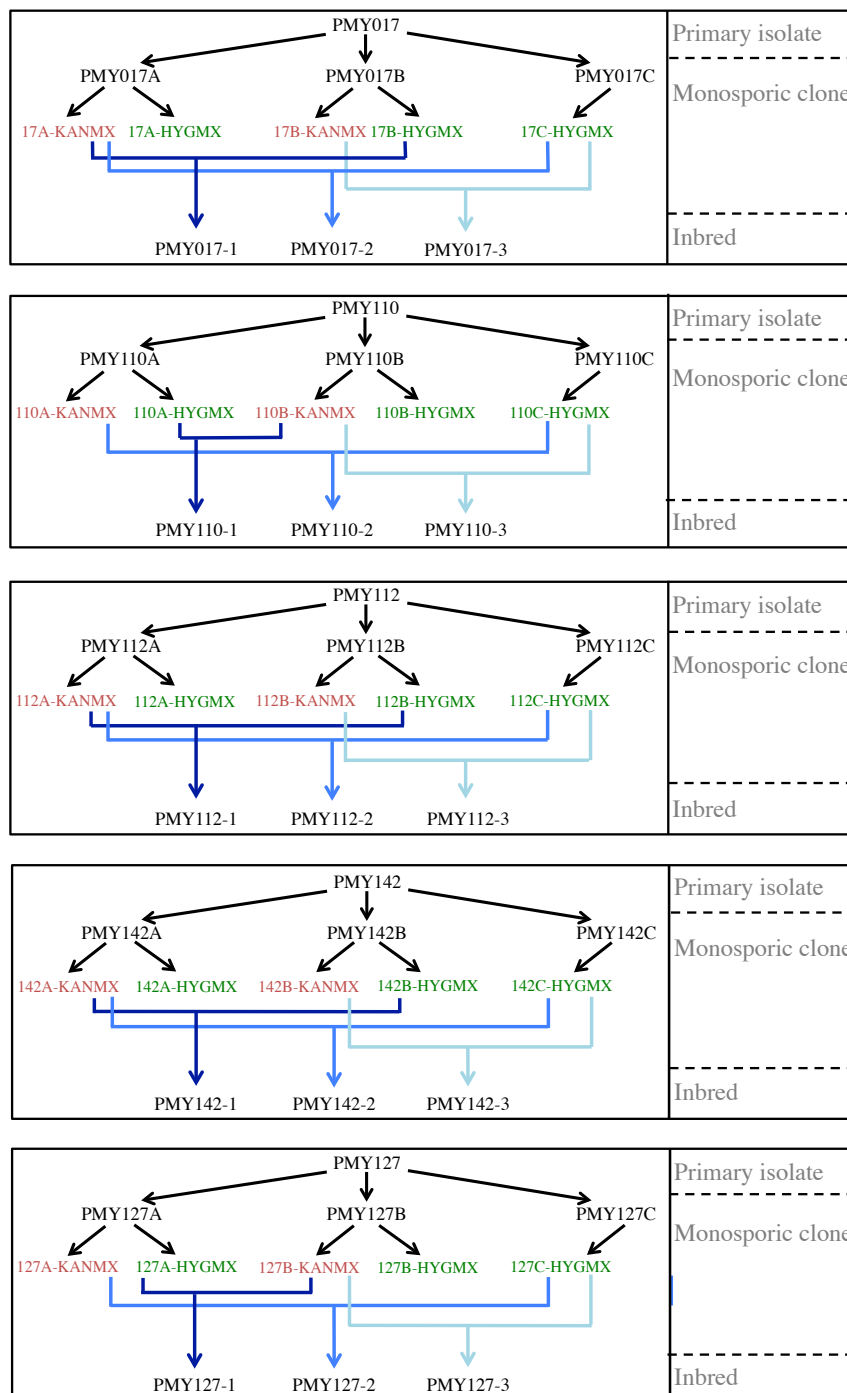 PMY017
Primary isolate
PMY017A PMY017B PMY017C
Monosporic clone
17A-KANMX 17A-HYGMX 17B-KANMX 17B-HYGMX 17C-HYGMX
PMY017-1 PMY017-2 PMY017-3
Inbred
PMY110
Primary isolate
PMY110A PMY110B PMY110C
Monosporic clone
110A-KANMX 110A-HYGMX 110B-KANMX 110B-HYGMX 110C-HYGMX
PMY110-1 PMY110-2 PMY110-3
Inbred
PMY112
Primary isolate
PMY112A PMY112B PMY112C
Monosporic clone
112A-KANMX 112A-HYGMX 112B-KANMX 112B-HYGMX 112C-HYGMX
PMY112-1 PMY112-2 PMY112-3
Inbred
PMY142
Primary isolate
PMY142A PMY142B PMY142C
Monosporic clone
142A-KANMX 142A-HYGMX 142B-KANMX 142B-HYGMX 142C-HYGMX
PMY142-1 PMY142-2 PMY142-3
Inbred
PMY127
Primary isolate
PMY127A PMY127B PMY127C
Monosporic clone
127A-KANMX 127A-HYGMX 127B-KANMX 127B-HYGMX 127C-HYGMX
PMY127-1 PMY127-2 PMY127-3
Inbred